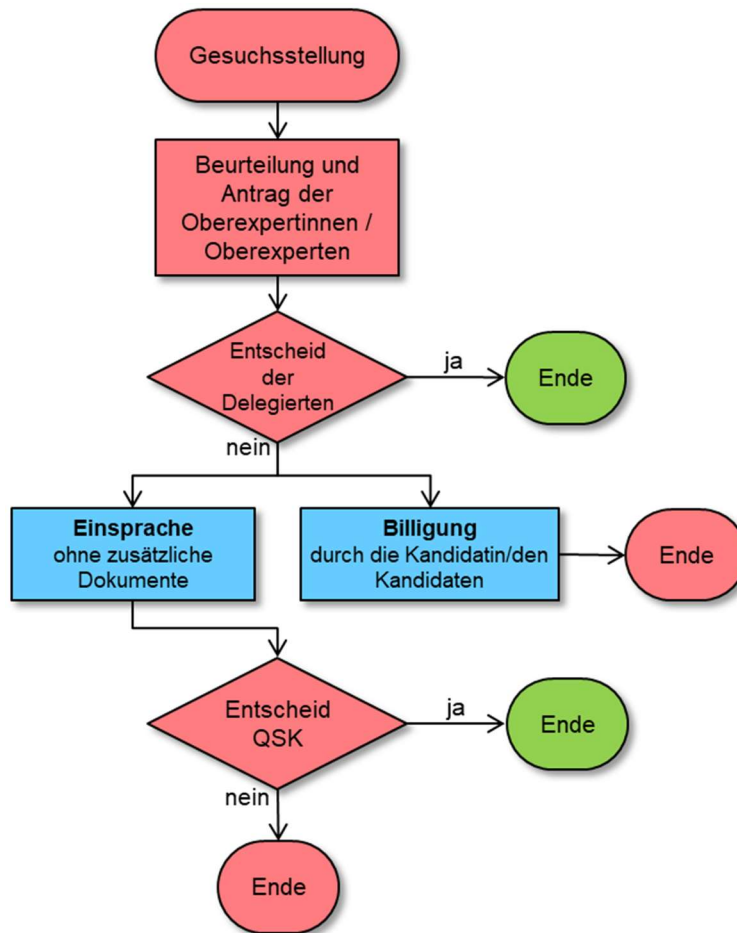 Gesuchsstellung
Beurteilung und
Antrag der
Oberexpertinnen /
Oberexperten
Entscheid
der
Delegierten
ja
Ende
nein
Einsprache
ohne zusätzliche
Dokumente
Billigung
durch die Kandidatin/den
Kandidaten
Ende
Entscheid
QSK
ja
Ende
nein
Ende